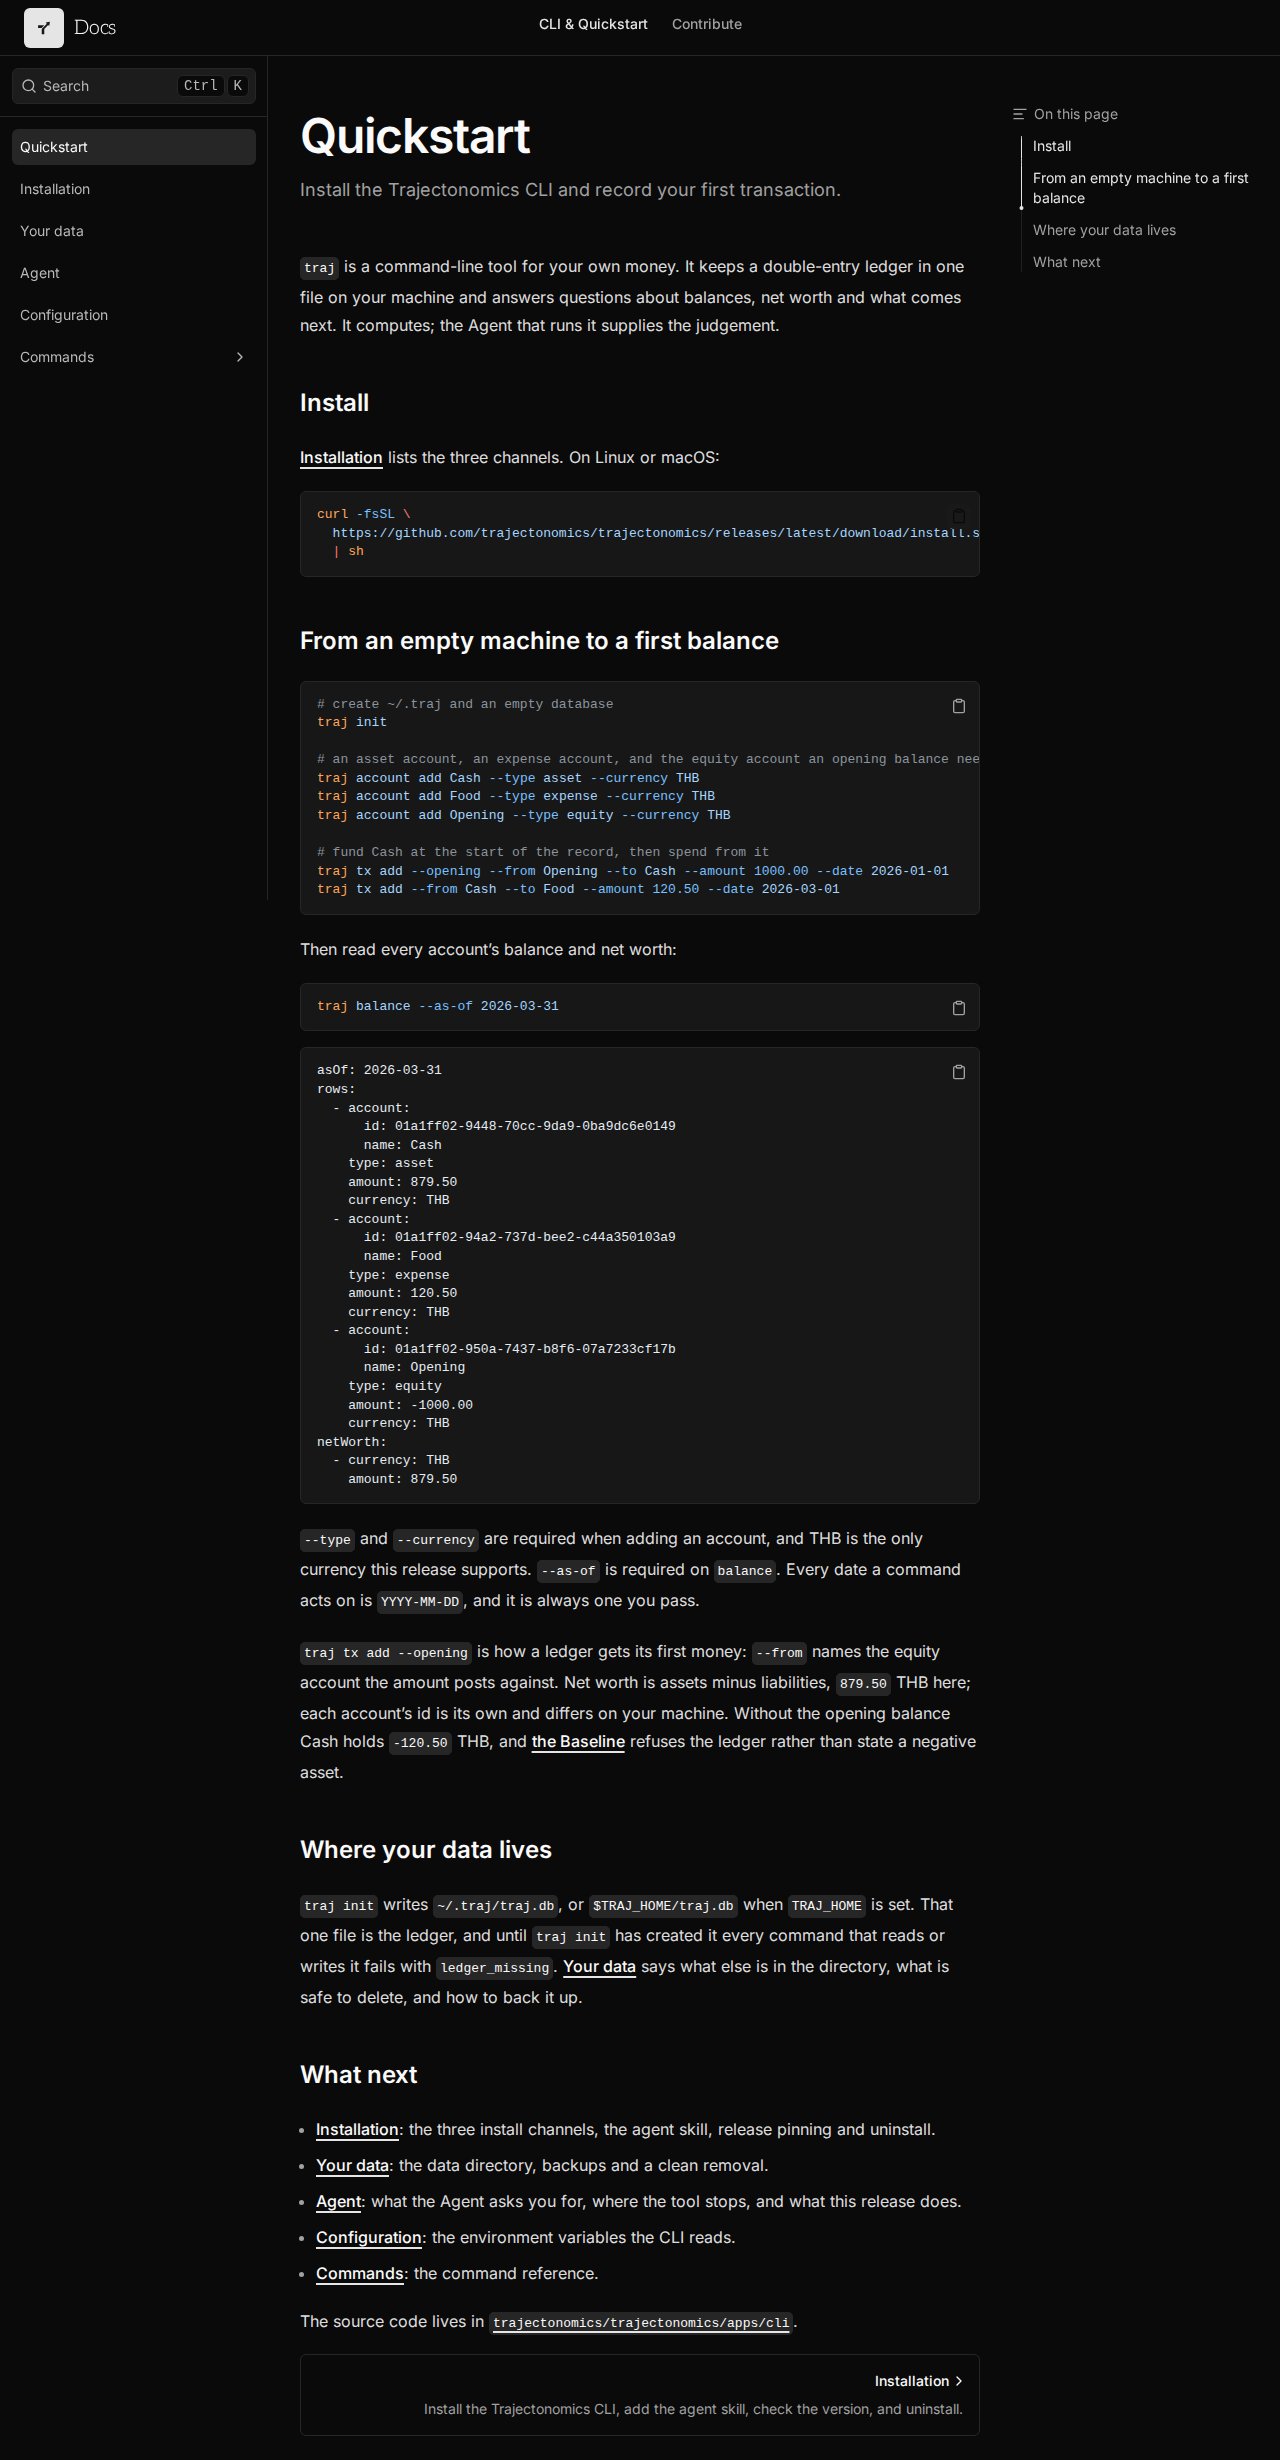 Docs
CLI & Quickstart
Contribute
Search
Ctrl K
Quickstart
Installation
Your data
Agent
Configuration
Commands
Quickstart
Install the Trajectonomics CLI and record your first transaction.
traj is a command-line tool for your own money. It keeps a double-entry ledger in one
file on your machine and answers questions about balances, net worth and what comes
next. It computes; the Agent that runs it supplies the judgement.
Install
Installation lists the three channels. On Linux or macOS:
curl -fsSL \
  https://github.com/trajectonomics/trajectonomics/releases/latest/download/install.s
  | sh
From an empty machine to a first balance
# create ~/.traj and an empty database
traj init
# an asset account, an expense account, and the equity account an opening balance nee
traj account add Cash --type asset --currency THB
traj account add Food --type expense --currency THB
traj account add Opening --type equity --currency THB
# fund Cash at the start of the record, then spend from it
traj tx add --opening --from Opening --to Cash --amount 1000.00 --date 2026-01-01
traj tx add --from Cash --to Food --amount 120.50 --date 2026-03-01
Then read every account’s balance and net worth:
traj balance --as-of 2026-03-31
asOf: 2026-03-31
rows:
  - account:
      id: 01a1ff02-9448-70cc-9da9-0ba9dc6e0149
      name: Cash
    type: asset
    amount: 879.50
    currency: THB
  - account:
      id: 01a1ff02-94a2-737d-bee2-c44a350103a9
      name: Food
    type: expense
    amount: 120.50
    currency: THB
  - account:
      id: 01a1ff02-950a-7437-b8f6-07a7233cf17b
      name: Opening
    type: equity
    amount: -1000.00
    currency: THB
netWorth:
  - currency: THB
    amount: 879.50
--type and --currency are required when adding an account, and THB is the only
currency this release supports. --as-of is required on balance. Every date a command
acts on is YYYY-MM-DD, and it is always one you pass.
traj tx add --opening is how a ledger gets its first money: --from names the equity
account the amount posts against. Net worth is assets minus liabilities, 879.50 THB here;
each account’s id is its own and differs on your machine. Without the opening balance
Cash holds -120.50 THB, and the Baseline refuses the ledger rather than state a negative
asset.
Where your data lives
traj init writes ~/.traj/traj.db, or $TRAJ_HOME/traj.db when TRAJ_HOME is set. That
one file is the ledger, and until traj init has created it every command that reads or
writes it fails with ledger_missing. Your data says what else is in the directory, what is
safe to delete, and how to back it up.
What next
Installation: the three install channels, the agent skill, release pinning and uninstall.
Your data: the data directory, backups and a clean removal.
Agent: what the Agent asks you for, where the tool stops, and what this release does.
Configuration: the environment variables the CLI reads.
Commands: the command reference.
The source code lives in trajectonomics/trajectonomics/apps/cli.
Installation
Install the Trajectonomics CLI, add the agent skill, check the version, and uninstall.
On this page
Install
From an empty machine to a first
balance
Where your data lives
What next